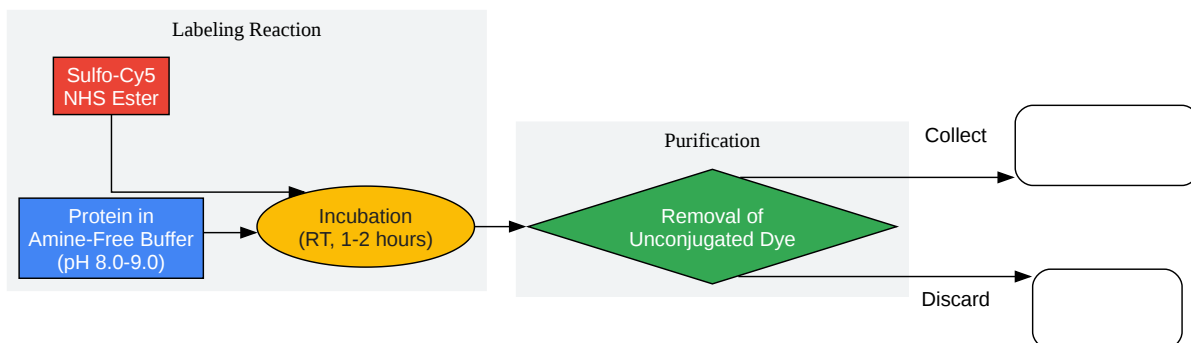 Labeling Reaction
Sulfo-Cy5
NHS Ester
Protein in
Amine-Free Buffer
(pH 8.0-9.0)
Incubation
(RT, 1-2 hours)
Purification
Removal of
Unconjugated Dye
Collect
Discard